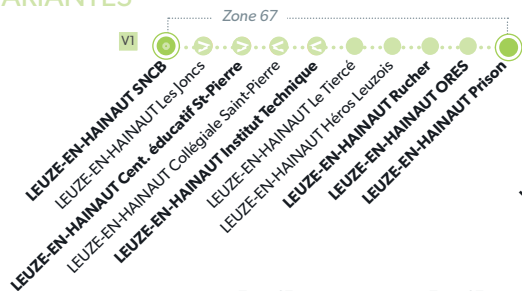 VARIANTES
Zone 67
V1
LEUZE-EN-HAINAUT SNCB
LEUZE-EN-HAINAUT Les Joncs
LEUZE-EN-HAINAUT Cent. éducatif St-Pierre
LEUZE-EN-HAINAUT Collégiale Saint-Pierre
LEUZE-EN-HAINAUT Institut Technique
LEUZE-EN-HAINAUT Le Tiercé
LEUZE-EN-HAINAUT Héros Leuzois
LEUZE-EN-HAINAUT Rucher
LEUZE-EN-HAINAUT ORES
LEUZE-EN-HAINAUT Prison